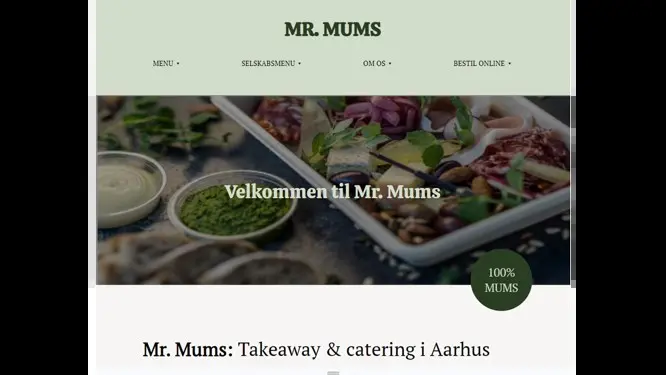 MR. MUMS
MENU
SELSKABSMENU
OM OS
BESTIL ONLINE
Velkommen til Mr. Mums
100%
MUMS
Mr. Mums: Takeaway & catering i Aarhus